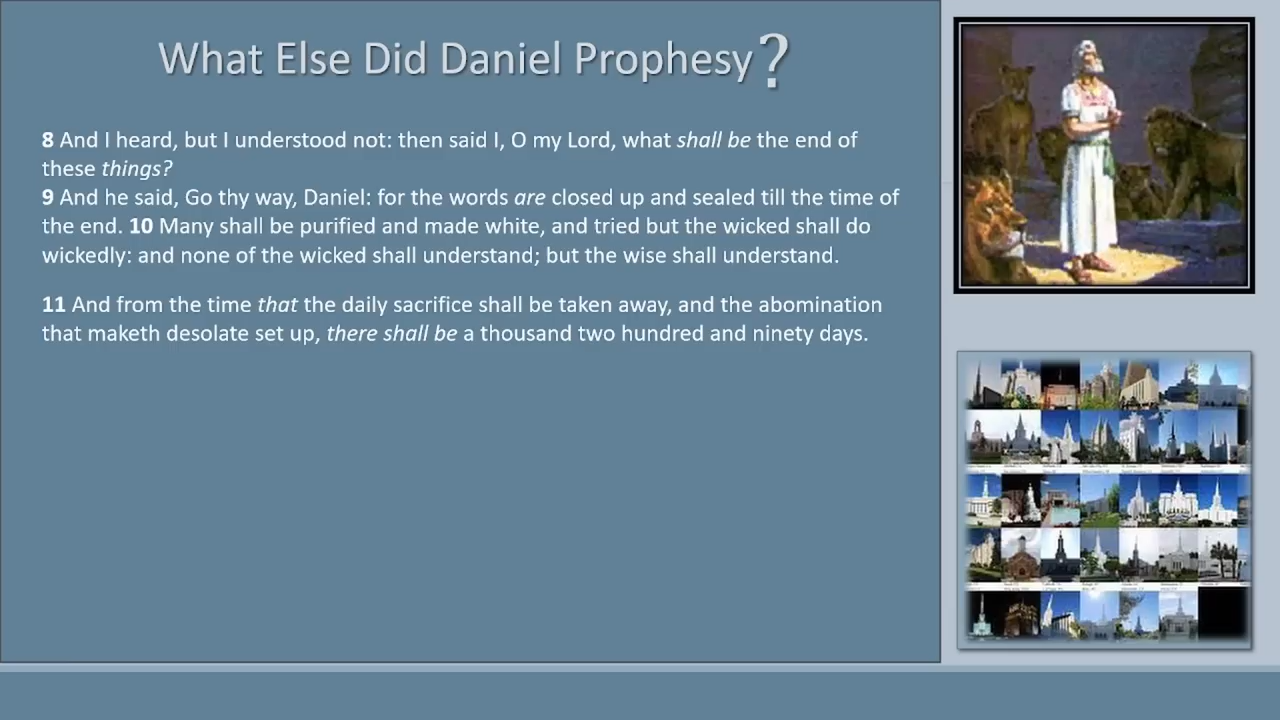 What Else Did Daniel Prophesy?
8 And I heard, but I understood not: then said I, O my Lord, what shall be the end of
these things?
9 And he said, Go thy way, Daniel: for the words are closed up and sealed till the time of
the end. 10 Many shall be purified and made white, and tried but the wicked shall do
wickedly: and none of the wicked shall understand; but the wise shall understand.
11 And from the time that the daily sacrifice shall be taken away, and the abomination
that maketh desolate set up, there shall be a thousand two hundred and ninety days.